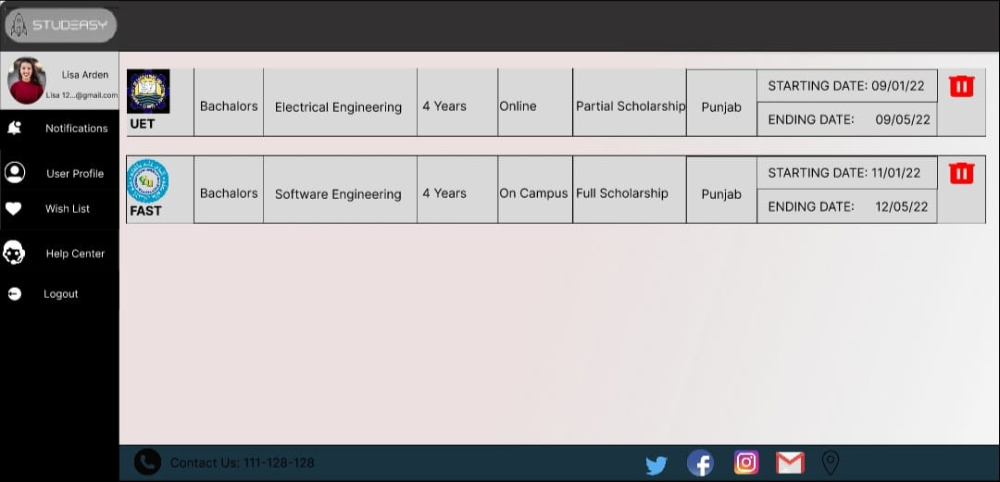 STUDEASY
Lisa Arden
Lisa 12...@gmail.com
Notifications
User Profile
Wish List
Help Center
Logout
UET
Bachalors
Electrical Engineering
4 Years
Online
Partial Scholarship
Punjab
STARTING DATE: 09/01/22
ENDING DATE: 09/05/22
FAST
Bachalors
Software Engineering
4 Years
On Campus
Full Scholarship
Punjab
STARTING DATE: 11/01/22
ENDING DATE: 12/05/22
Contact Us: 111-128-128